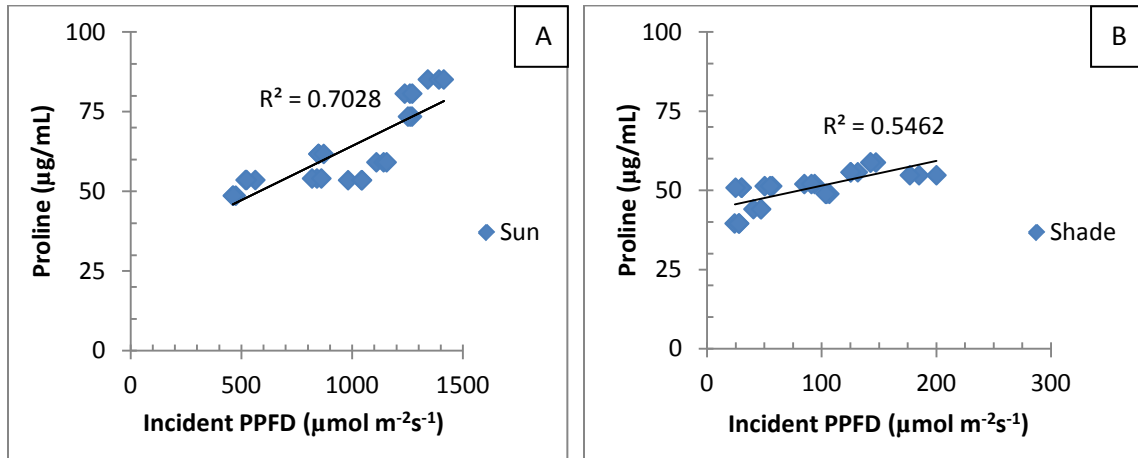 A
100
75
50
25
0
Proline (µg/mL)
R² = 0.7028
Sun
0 500 1000 1500
Incident PPFD (µmol m⁻²s⁻¹)
B
100
75
50
25
0
Proline (µg/mL)
R² = 0.5462
Shade
0 100 200 300
Incident PPFD (µmol m⁻²s⁻¹)